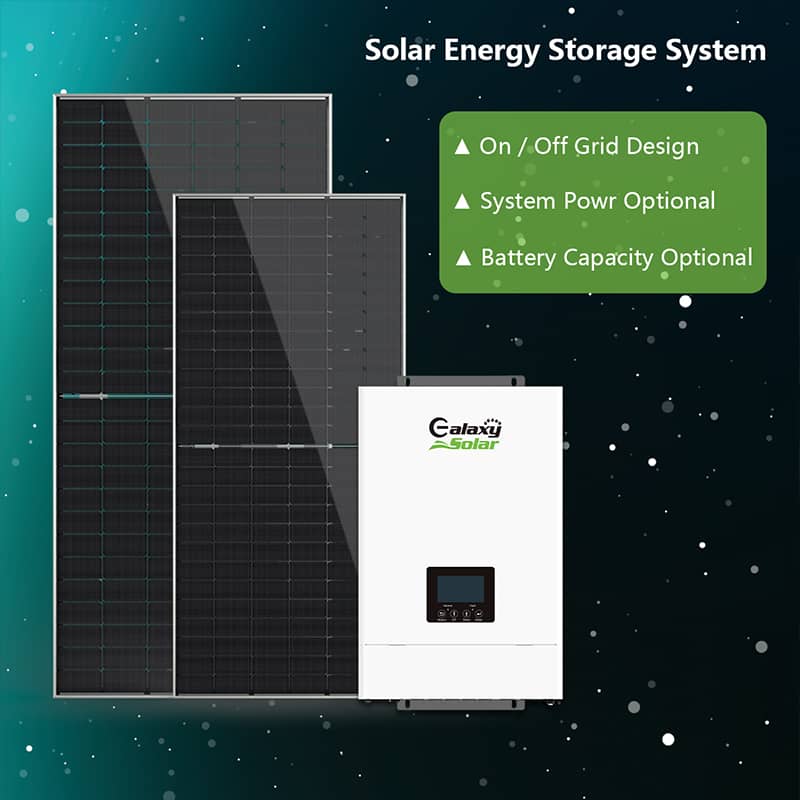 Solar Energy Storage System
▲ On / Off Grid Design
▲ System Powr Optional
▲ Battery Capacity Optional
Galaxy
Solar